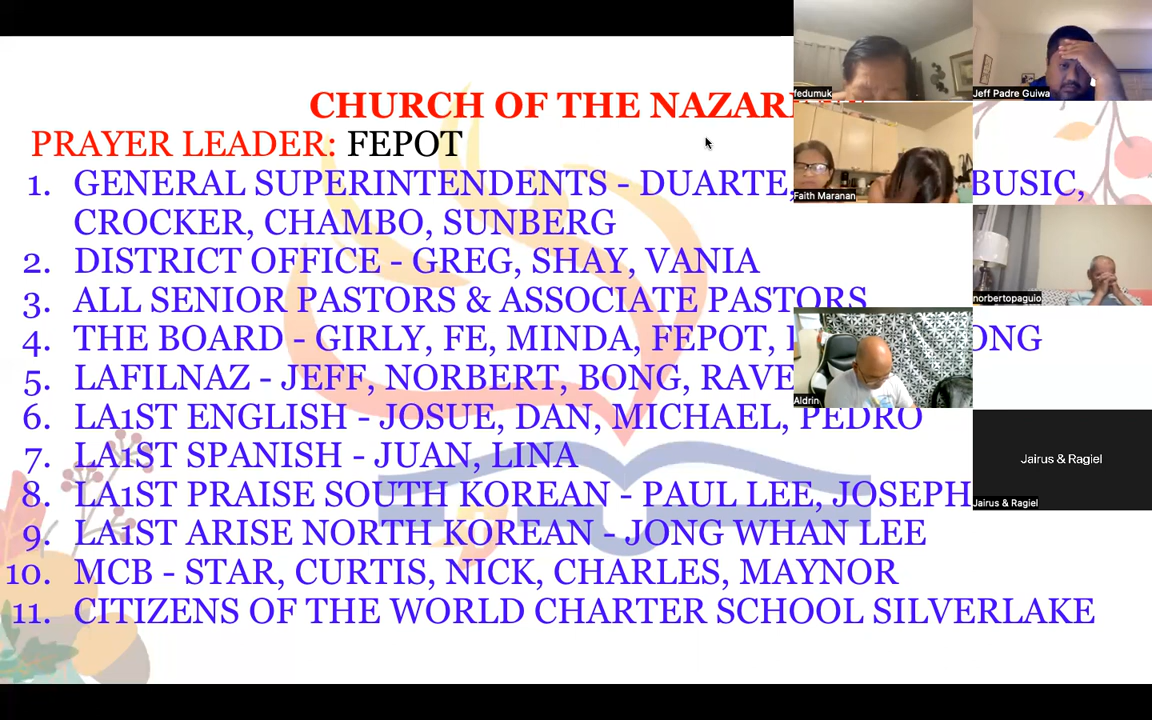 CHURCH OF THE
PRAYER LEADER: FEPOT
1. GENERAL SUPERINTENDENTS - DUARTE, BUSIC,
CROCKER, CHAMBO, SUNBERG
2. DISTRICT OFFICE - GREG, SHAY, VANIA
3. ALL SENIOR PASTORS & ASSOCIATE PASTORS
4. THE BOARD - GIRLY, FE, MINDA, FEPOT,
5. LAFILNAZ - JEFF, NORBERT, BONG,
6. LA1ST ENGLISH - JOSUE, DAN, MICHAEL, PEDRO
7. LA1ST SPANISH - JUAN, LINA
8. LA1ST PRAISE SOUTH KOREAN - PAUL LEE, JOSEPH
9. LA1ST ARISE NORTH KOREAN - JONG WHAN LEE
10. MCB - STAR, CURTIS, NICK, CHARLES, MAYNOR
11. CITIZENS OF THE WORLD CHARTER SCHOOL SILVERLAKE
fedumuk
Jeff Padre Guiwa
Faith Maranan
norbertopaguio
Aldrin
Jairus & Ragiel
Jairus & Ragiel